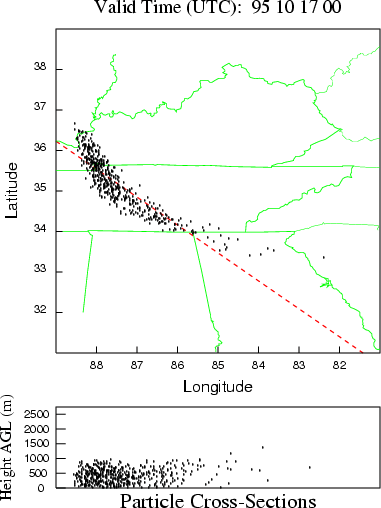 Valid Time (UTC): 95 10 17 00
38
37
36
35
34
33
32
Latitude
88 87 86 85 84 83 82
Longitude
2500
2000
1500
1000
500
0
Height AGL (m)
Particle Cross-Sections